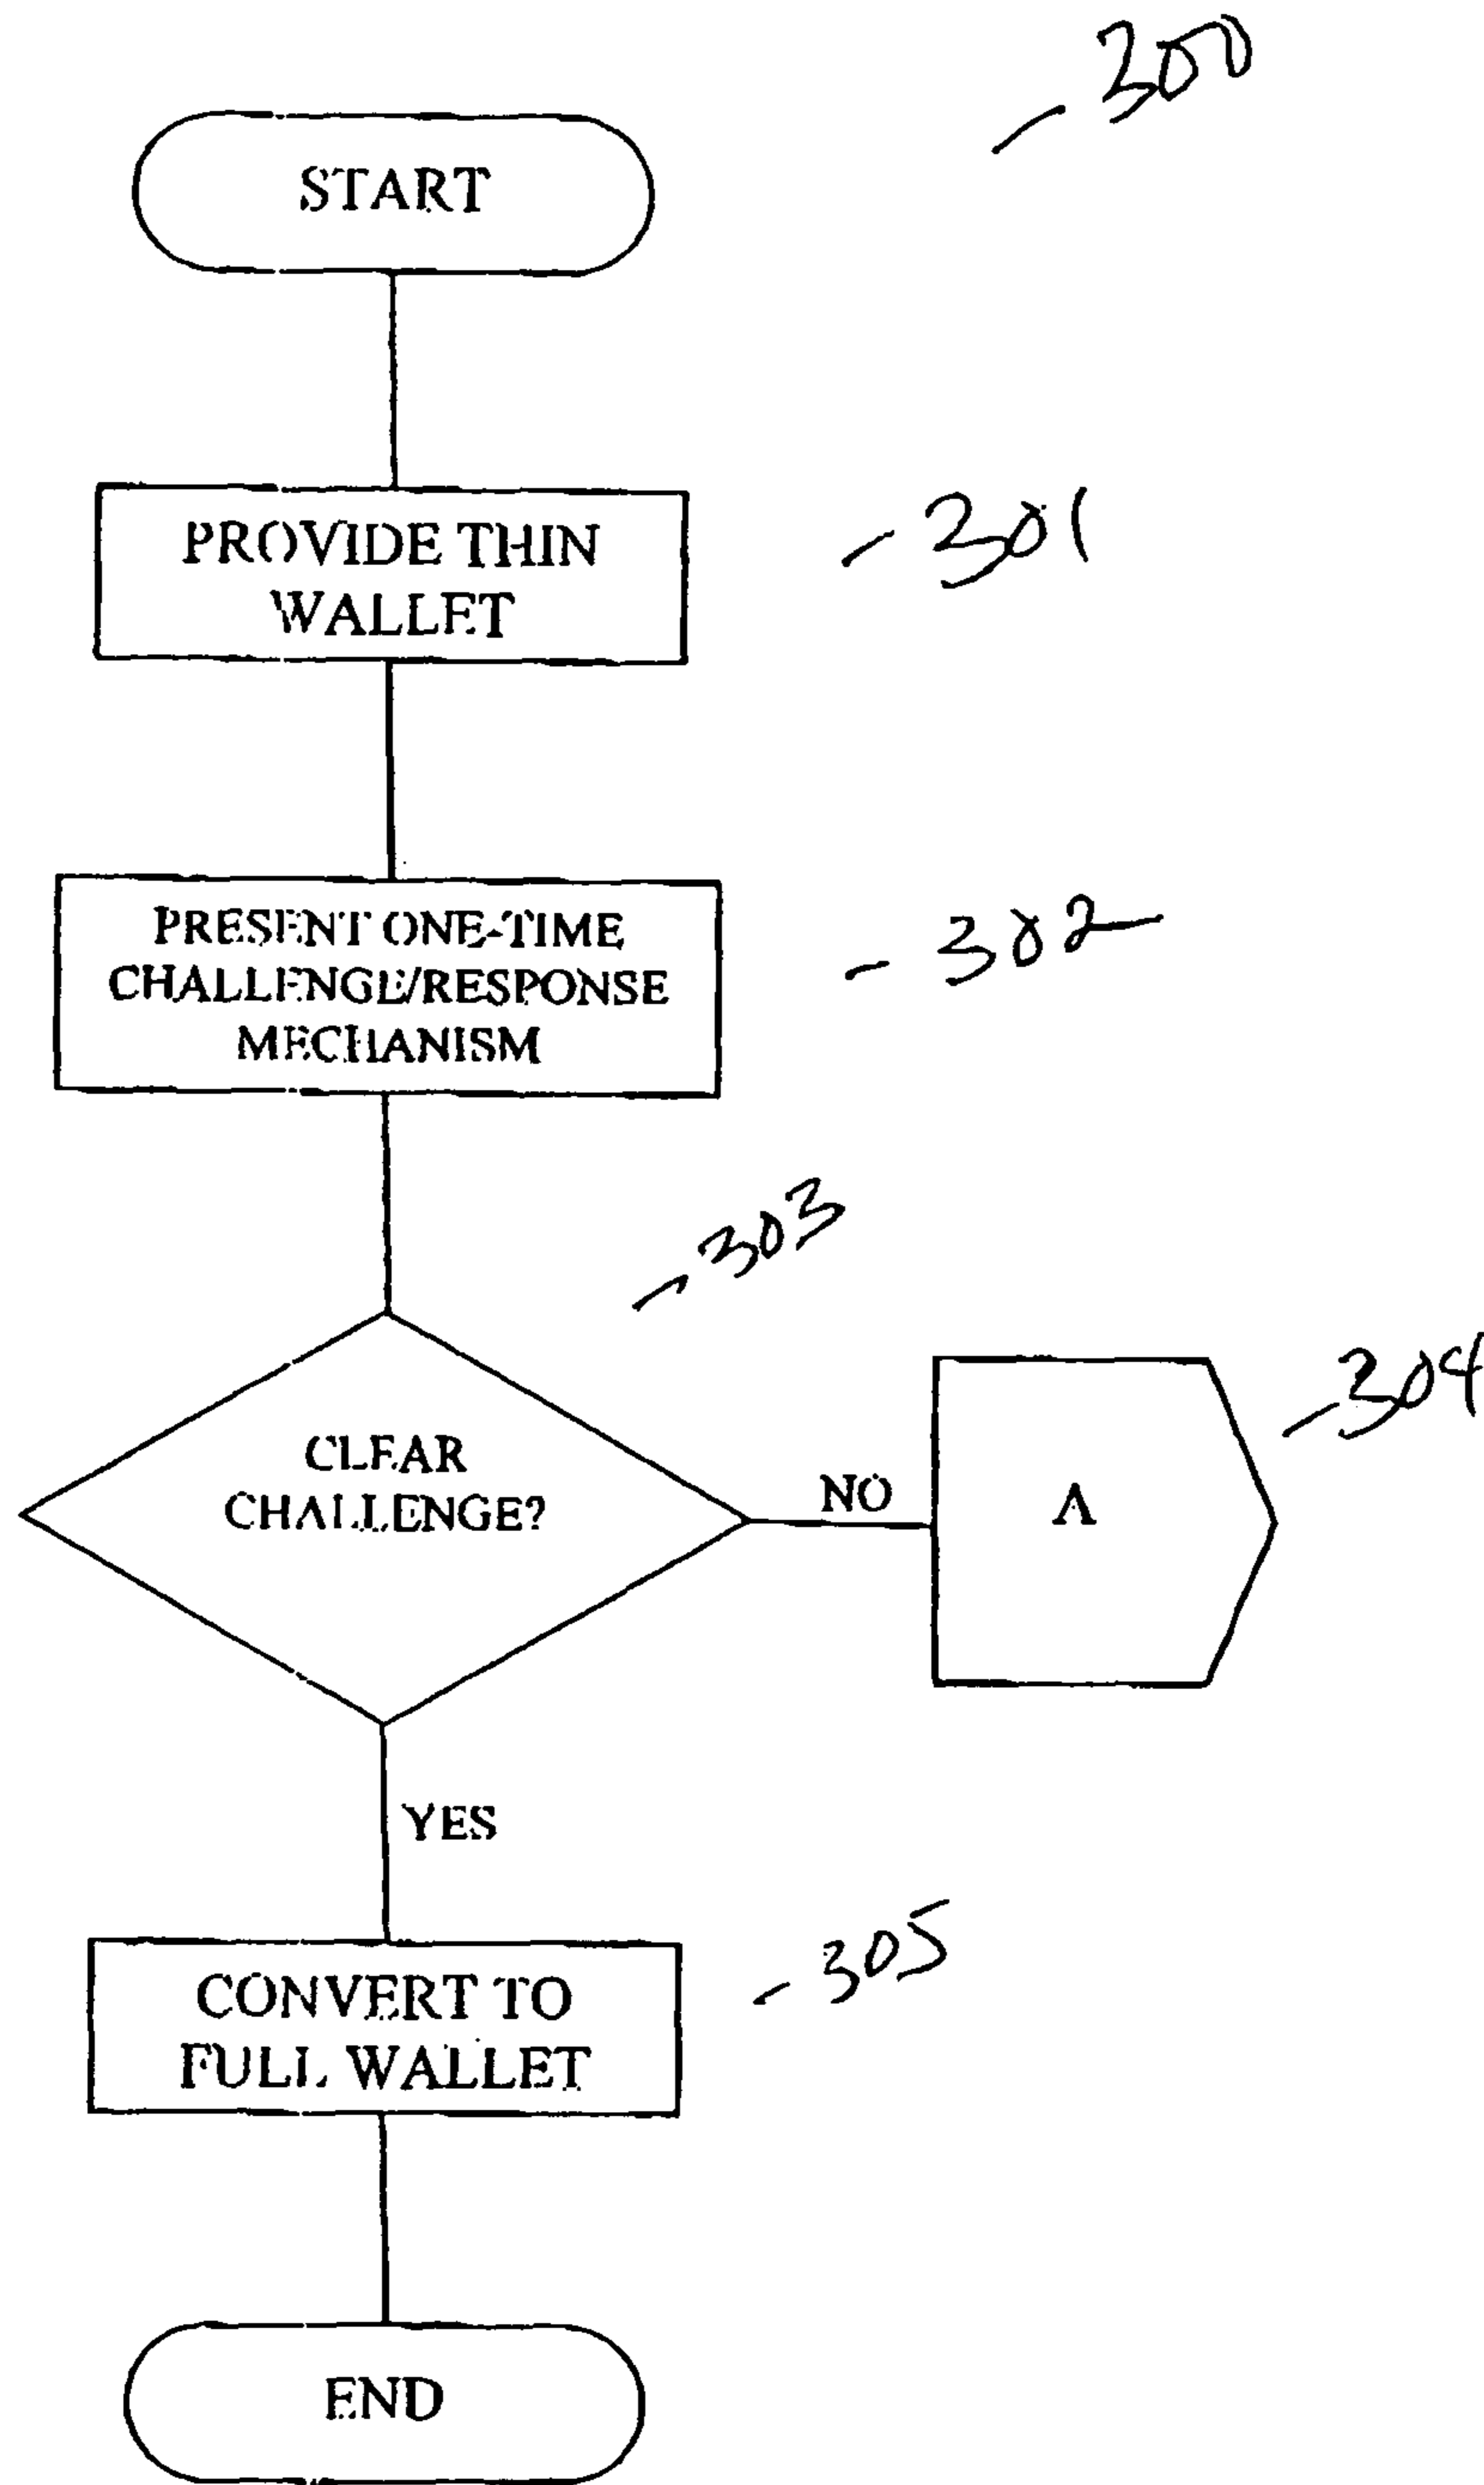 300
START
PROVIDE THIN
WALLET
- 301
PRESENT ONE-TIME
CHALLENGE/RESPONSE
MECHANISM
- 302
- 303
CLEAR
CHALLENGE?
NO
A
- 304
YES
CONVERT TO
FULL WALLET
- 305
END